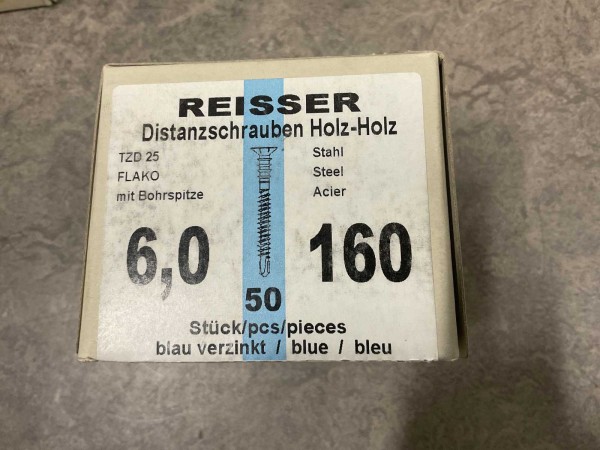 REISSER
Distanzschrauben Holz-Holz
TZD 25
FLAKO
mit Bohrspitze
Stahl
Steel
Acier
6,0
160
50
Stück/pcs/pieces
blau verzinkt / blue / bleu